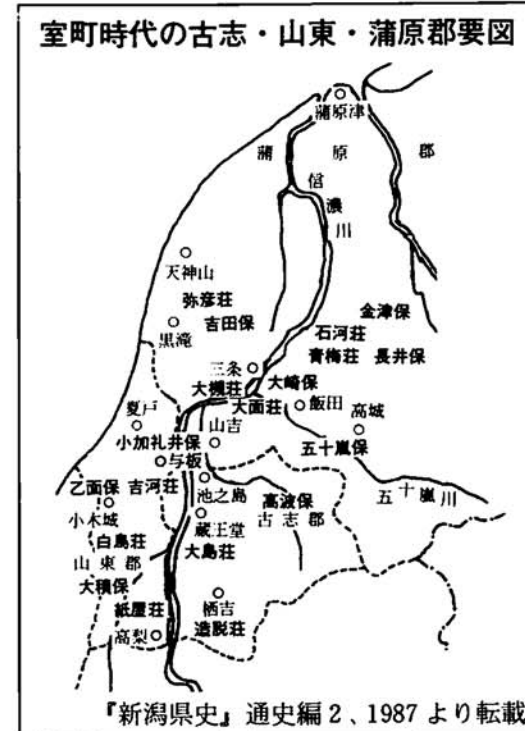 室町時代の古志・山東・蒲原郡要図
蒲原津
蒲原郡
信濃川
天神山
弥彦荘
金津保
黒滝
吉田保
石河荘
青梅荘
長井保
三条
大槻荘
大崎保
大面荘
飯田
高城
夏戸
山吉
小加礼井保
五十嵐保
与板
乙面保
吉河荘
池之島
高波保
五十嵐川
小木城
蔵王堂
古志郡
白鳥荘
大島荘
山東郡
大積保
紙屋荘
栖吉
造脱荘
高梨
『新潟県史』通史編2、1987より転載